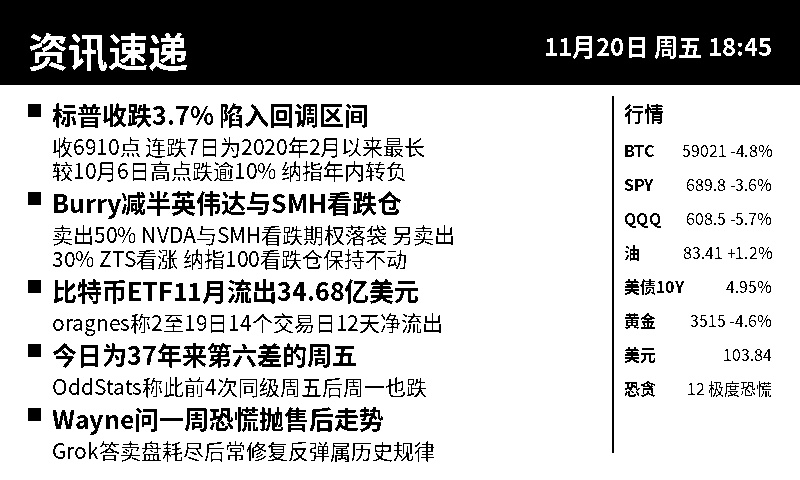 资讯速递
11月20日 周五 18:45
标普收跌3.7% 陷入回调区间
收6910点 连跌7日为2020年2月以来最长
较10月6日高点跌逾10% 纳指年内转负
Burry减半英伟达与SMH看跌仓
卖出50% NVDA与SMH看跌期权落袋 另卖出
30% ZTS看涨 纳指100看跌仓保持不动
比特币ETF11月流出34.68亿美元
oragnes称2至19日14个交易日12天净流出
今日为37年来第六差的周五
OddStats称此前4次同级周五后周一也跌
Wayne问一周恐慌抛售后走势
Grok答卖盘耗尽后常修复反弹属历史规律
行情
BTC 59021 -4.8%
SPY 689.8 -3.6%
QQQ 608.5 -5.7%
油 83.41 +1.2%
美债10Y 4.95%
黄金 3515 -4.6%
美元 103.84
恐贪 12 极度恐慌